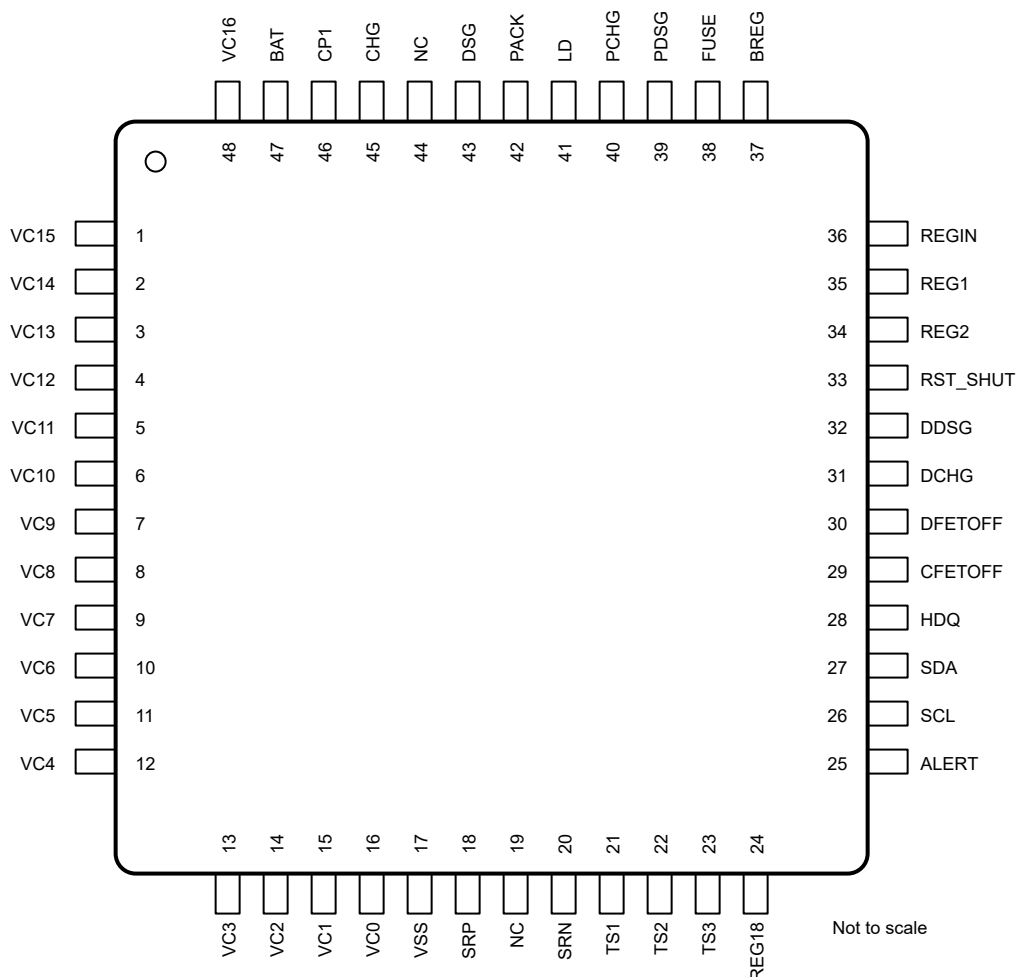 VC16 BAT CP1 CHG NC DSG PACK LD PCHG PDSG FUSE BREG
48 47 46 45 44 43 42 41 40 39 38 37
VC15 1 36 REGIN
VC14 2 35 REG1
VC13 3 34 REG2
VC12 4 33 RST_SHUT
VC11 5 32 DDSG
VC10 6 31 DCHG
VC9 7 30 DFETOFF
VC8 8 29 CFETOFF
VC7 9 28 HDQ
VC6 10 27 SDA
VC5 11 26 SCL
VC4 12 25 ALERT
13 14 15 16 17 18 19 20 21 22 23 24
VC3 VC2 VC1 VC0 VSS SRP NC SRN TS1 TS2 TS3 REG18
Not to scale